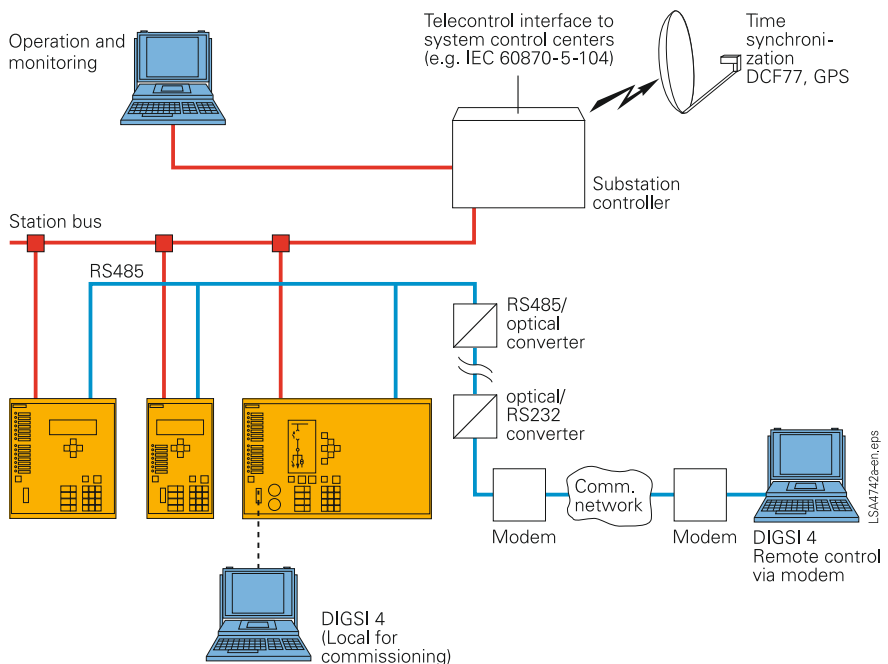 Operation and
monitoring
Telecontrol interface to
system control centers
(e.g. IEC 60870-5-104)
Time
synchroni-
zation
DCF77, GPS
Substation
controller
Station bus
RS485
RS485/
optical
converter
optical/
RS232
converter
Modem
Comm.
network
Modem
DIGSI 4
Remote control
via modem
LSA4742a-en.eps
DIGSI 4
(Local for
commissioning)